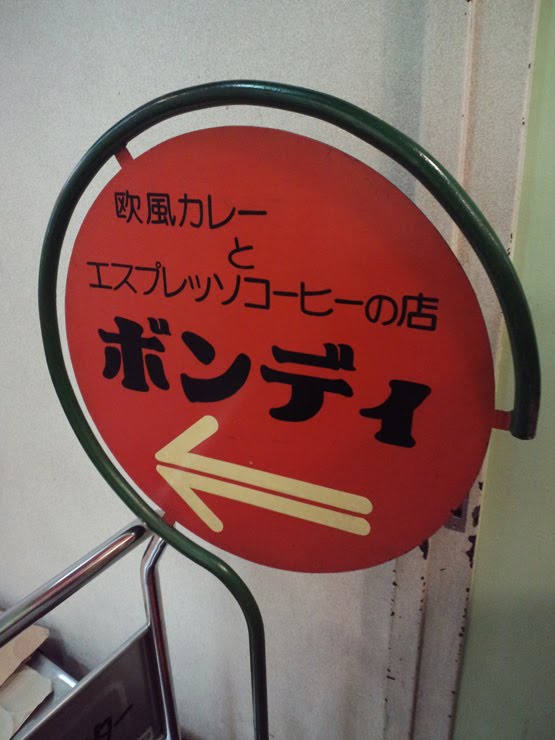 欧風カレー
と
エスプレッソコーヒーの店
ボンディ